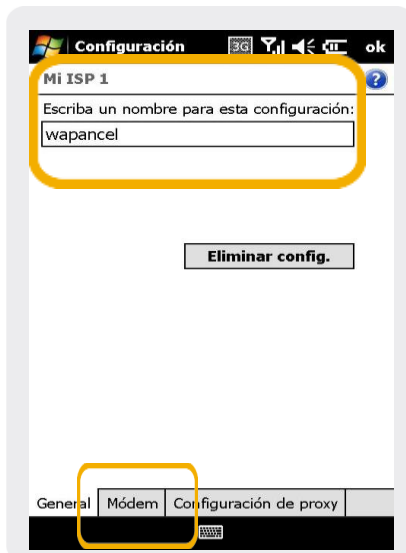 Configuración 3G ok
Mi ISP 1
?
Escriba un nombre para esta configuración:
wapancel
Eliminar config.
General Módem Configuración de proxy